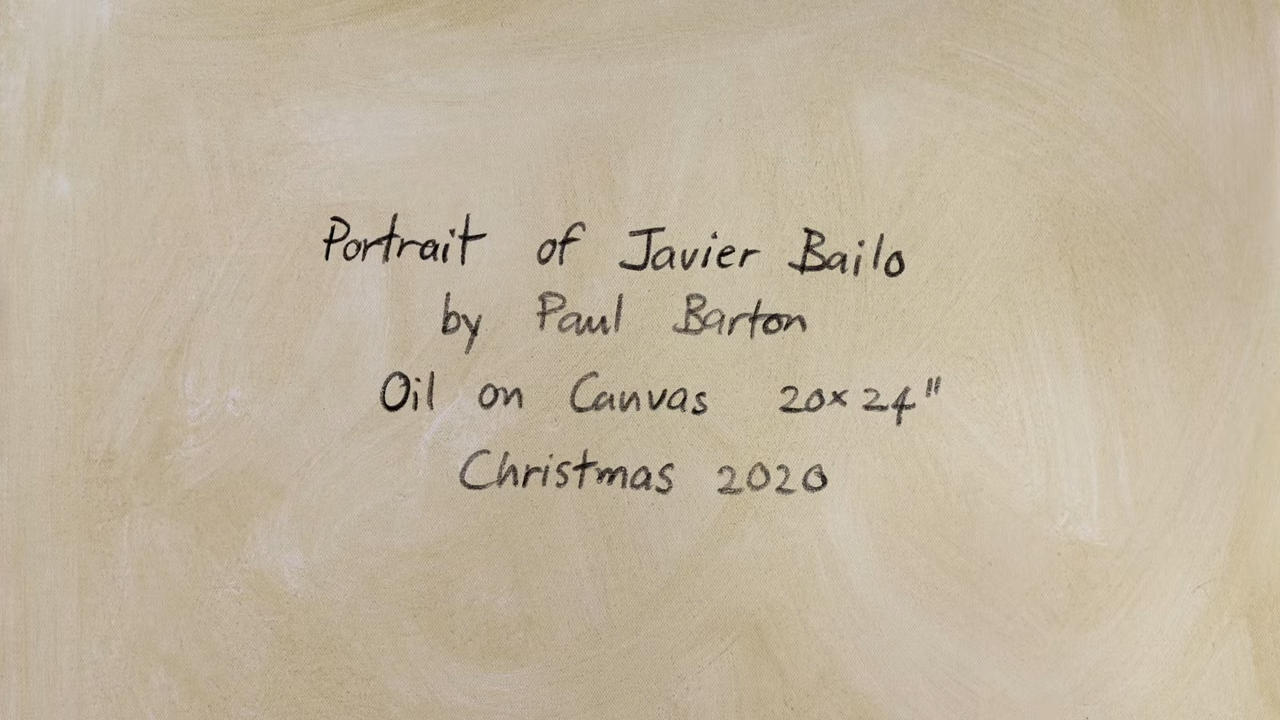 Portrait of Javier Bailo
by Paul Barton
Oil on Canvas 20x24"
Christmas 2020